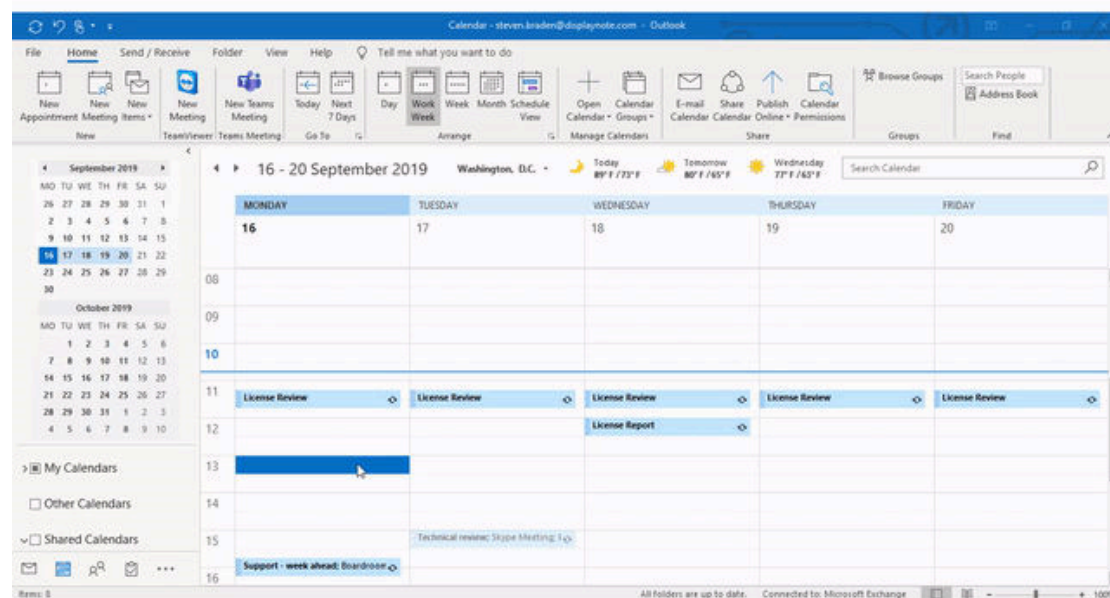 Calendar - steven.braden@displaynote.com - Outlook
File Home Send / Receive Folder View Help Tell me what you want to do
New Appointment
New Meeting
New Items
New Meeting
New Teams Meeting
Today
Next 7 Days
Day
Work Week
Week
Month
Schedule View
Open Calendar
Calendar Groups
E-mail Calendar
Share Calendar
Publish Online
Calendar Permissions
Browse Groups
Search People
Address Book
New TeamViewer Teams Meeting Go To Arrange Manage Calendars Share Groups Find
September 2019
MO TU WE TH FR SA SU
26 27 28 29 30 31 1
2 3 4 5 6 7 8
9 10 11 12 13 14 15
16 17 18 19 20 21 22
23 24 25 26 27 28 29
30
October 2019
MO TU WE TH FR SA SU
1 2 3 4 5 6
7 8 9 10 11 12 13
14 15 16 17 18 19 20
21 22 23 24 25 26 27
28 29 30 31 1 2 3
4 5 6 7 8 9 10
My Calendars
Other Calendars
Shared Calendars
16 - 20 September 2019
Washington, D.C.
Today
89° F / 73° F
Tomorrow
80° F / 65° F
Wednesday
77° F / 63° F
Search Calendar
MONDAY TUESDAY WEDNESDAY THURSDAY FRIDAY
16 17 18 19 20
08
09
10
11
License Review License Review License Review License Review License Review
12
License Report
13
14
15
Technical review; Skype Meeting;
Support - week ahead; Boardroom
16
Items: 8
All folders are up to date. Connected to: Microsoft Exchange
100%